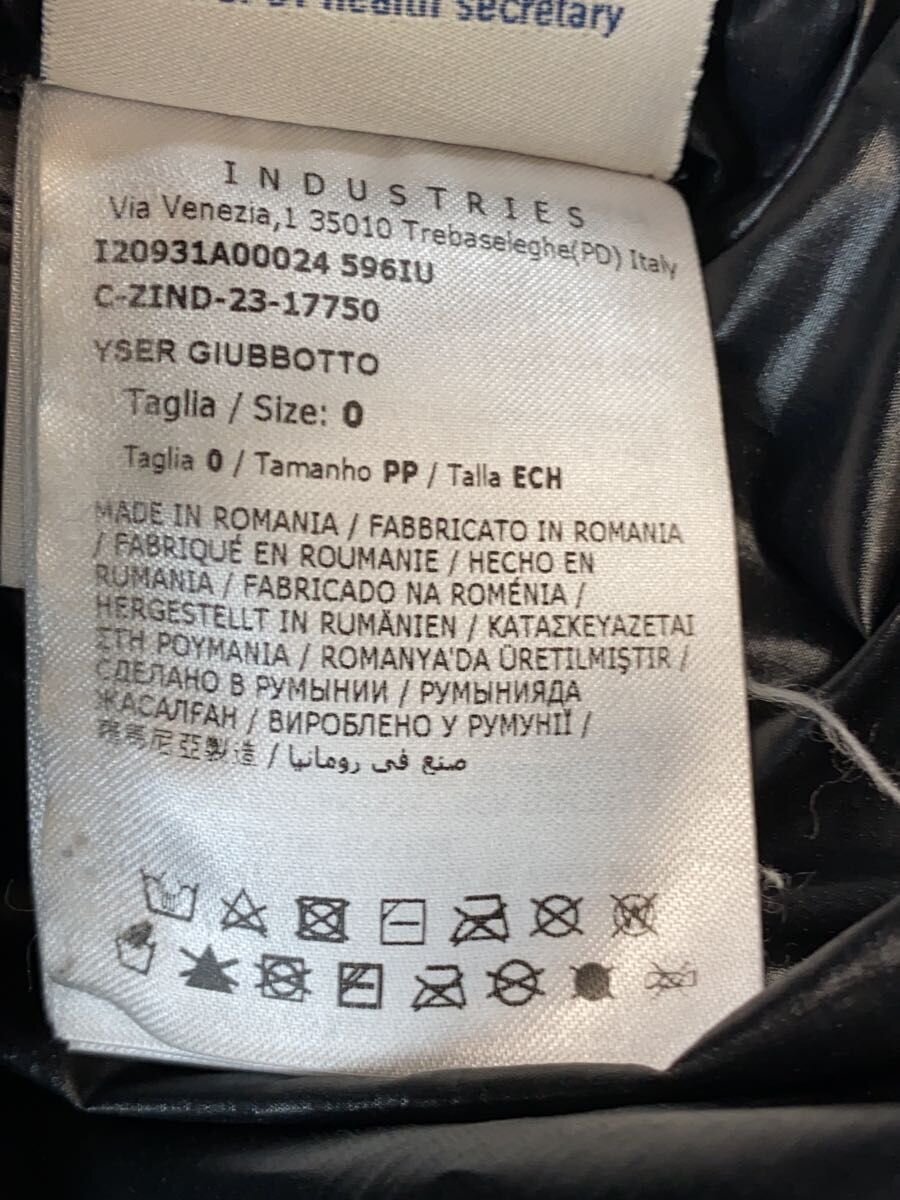 health secretary
INDUSTRIES
Via Venezia,1 35010 Trebaseleghe(PD) Italy
I20931A00024 596IU
C-ZIND-23-17750
YSER GIUBBOTTO
Taglia / Size: 0
Taglia 0 / Tamanho PP / Talla ECH
MADE IN ROMANIA / FABBRICATO IN ROMANIA
/ FABRIQUÉ EN ROUMANIE / HECHO EN
RUMANIA / FABRICADO NA ROMÉNIA /
HERGESTELLT IN RUMÄNIEN / ΚΑΤΑΣΚΕΥΑΖΕΤΑΙ
ΣΤΗ ΡΟΥΜΑΝΙΑ / ROMANYA'DA ÜRETILMIŞTIR /
СДЕЛАНО В РУМЫНИИ / РУМЫНИЯДА
ЖАСАЛҒАН / ВИРОБЛЕНО У РУМУНІЇ /
羅馬尼亞製造 / صنع في رومانيا